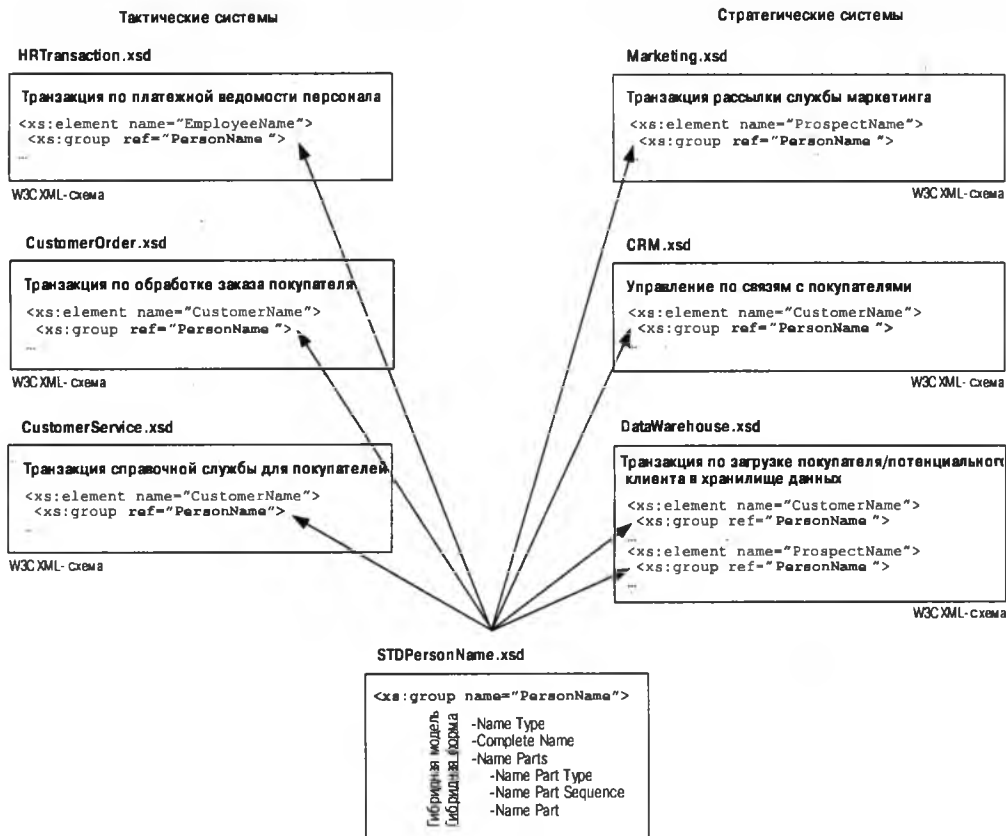 Тактические системы
Стратегические системы
HRTransaction.xsd
Транзакция по платежной ведомости персонала
<xs:element name="EmployeeName">
<xs:group ref="PersonName ">
...
W3C XML- схема
CustomerOrder.xsd
Транзакция по обработке заказа покупателя
<xs:element name="CustomerName">
<xs:group ref="PersonName ">
...
W3C XML- схема
CustomerService.xsd
Транзакция справочной службы для покупателей
<xs:element name="CustomerName">
<xs:group ref="PersonName">
...
W3C XML- схема
Marketing.xsd
Транзакция рассылки службы маркетинга
<xs:element name="ProspectName">
<xs:group ref="PersonName ">
...
W3C XML- схема
CRM.xsd
Управление по связям с покупателями
<xs:element name="CustomerName">
<xs:group ref="PersonName ">
...
W3C XML- схема
DataWarehouse.xsd
Транзакция по загрузке покупателя/потенциального
клиента в хранилище данных
<xs:element name="CustomerName">
<xs:group ref="PersonName ">
...
<xs:element name="ProspectName">
<xs:group ref="PersonName ">
...
W3C XML- схема
STDPersonName.xsd
<xs:group name="PersonName">
Гибридная модель
Гибридная форма
-Name Type
-Complete Name
-Name Parts
-Name Part Type
-Name Part Sequence
-Name Part